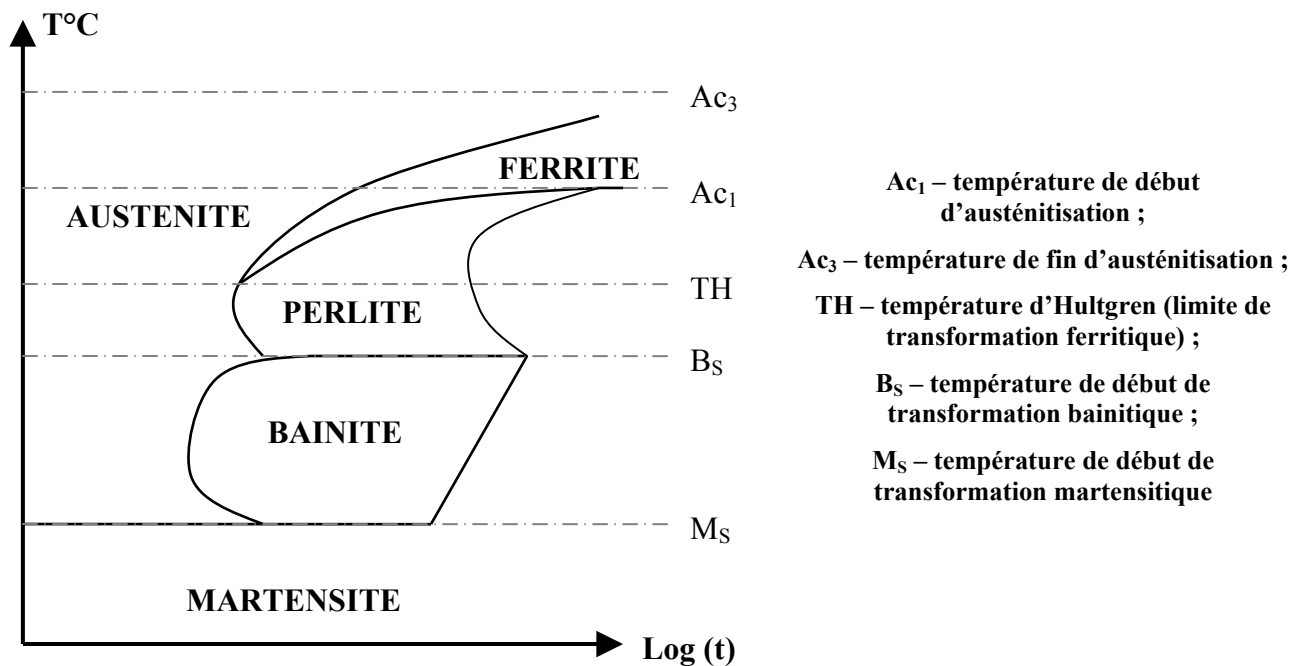 T°C
Ac3
FERRITE
Ac1
AUSTENITE
TH
PERLITE
BS
BAINITE
MS
MARTENSITE
Log (t)
Ac1 – température de début
d’austénitisation ;
Ac3 – température de fin d’austénitisation ;
TH – température d’Hultgren (limite de
transformation ferritique) ;
BS – température de début de
transformation bainitique ;
MS – température de début de
transformation martensitique